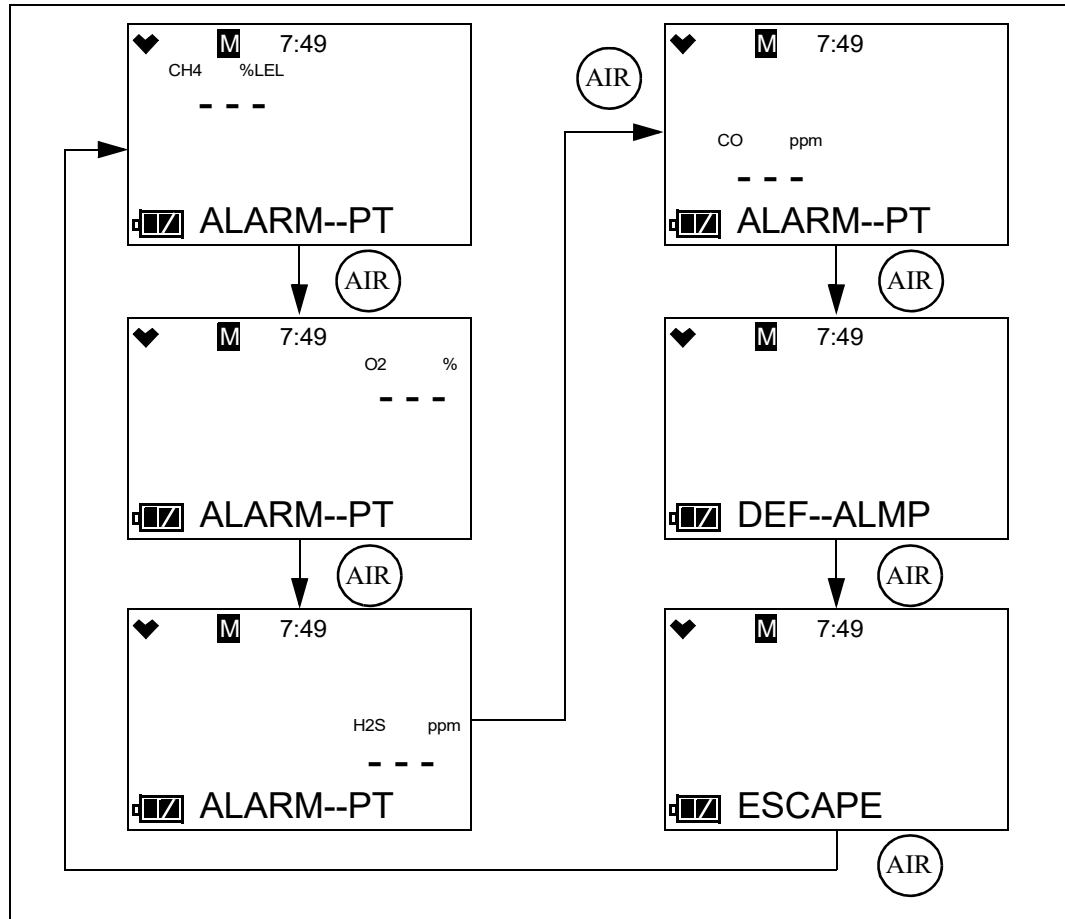 M 7:49
CH4 %LEL
- - -
ALARM--PT
AIR
M 7:49
O2 %
- - -
ALARM--PT
AIR
M 7:49
H2S ppm
- - -
ALARM--PT
AIR
M 7:49
CO ppm
- - -
ALARM--PT
AIR
M 7:49
DEF--ALMP
AIR
M 7:49
ESCAPE
AIR